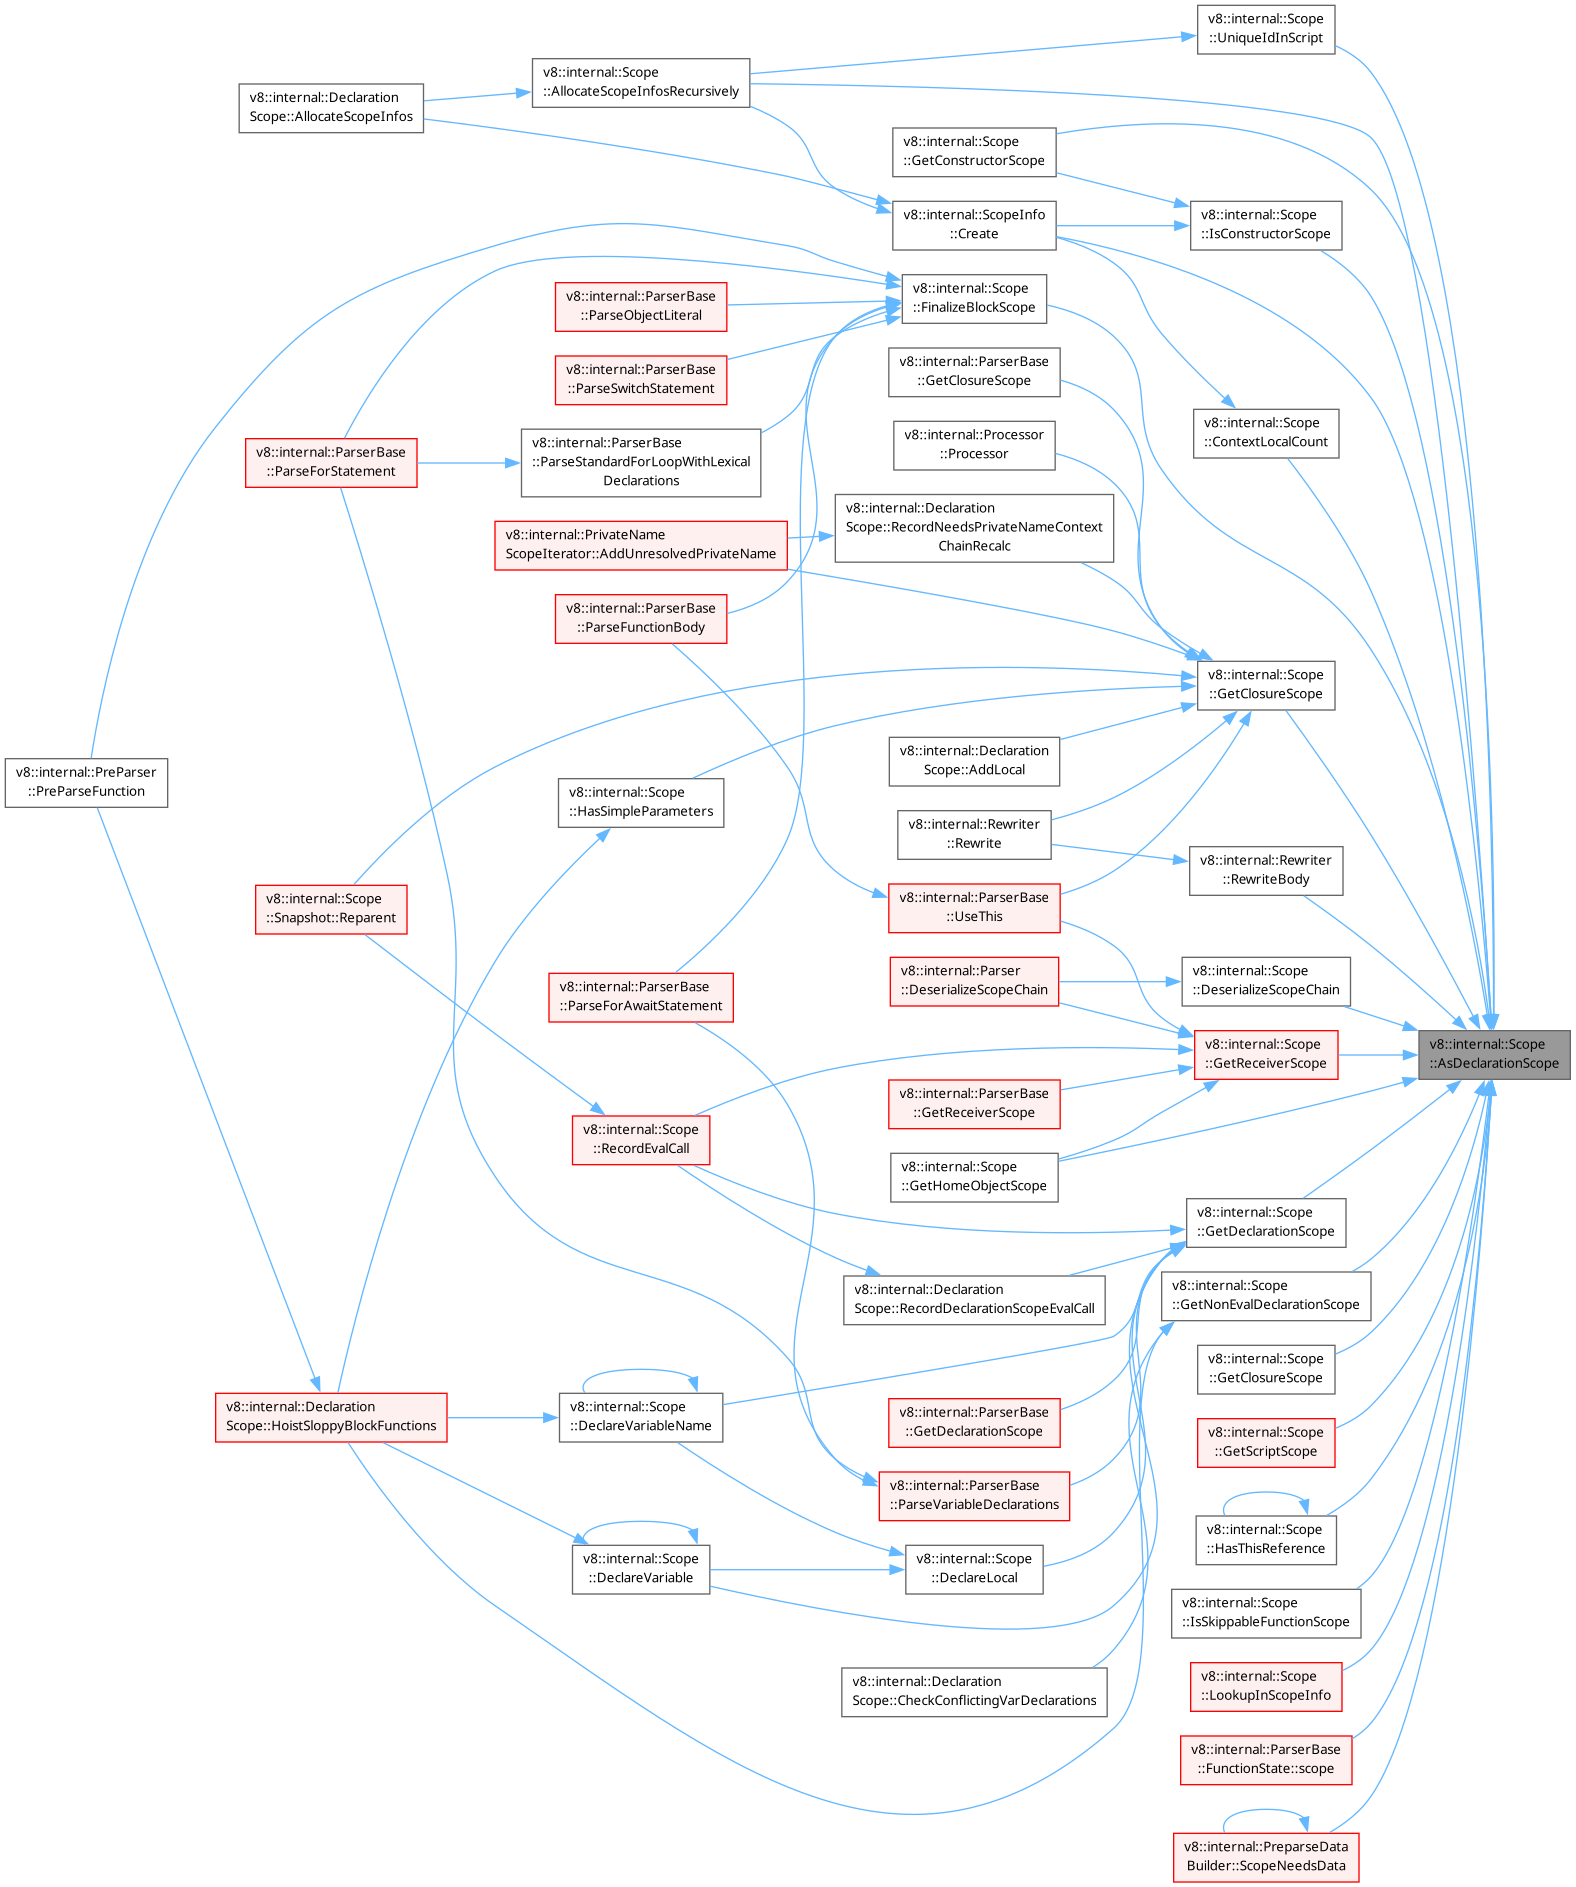 v8::internal::Scope
::UniqueIdInScript
v8::internal::Scope
::AllocateScopeInfosRecursively
v8::internal::Declaration
Scope::AllocateScopeInfos
v8::internal::Scope
::GetConstructorScope
v8::internal::ScopeInfo
::Create
v8::internal::Scope
::IsConstructorScope
v8::internal::Scope
::FinalizeBlockScope
v8::internal::ParserBase
::ParseObjectLiteral
v8::internal::ParserBase
::ParseSwitchStatement
v8::internal::ParserBase
::GetClosureScope
v8::internal::Scope
::ContextLocalCount
v8::internal::Processor
::Processor
v8::internal::ParserBase
::ParseForStatement
v8::internal::ParserBase
::ParseStandardForLoopWithLexical
Declarations
v8::internal::Declaration
Scope::RecordNeedsPrivateNameContext
ChainRecalc
v8::internal::PrivateName
ScopeIterator::AddUnresolvedPrivateName
v8::internal::ParserBase
::ParseFunctionBody
v8::internal::Scope
::GetClosureScope
v8::internal::Declaration
Scope::AddLocal
v8::internal::PreParser
::PreParseFunction
v8::internal::Scope
::HasSimpleParameters
v8::internal::Rewriter
::Rewrite
v8::internal::Rewriter
::RewriteBody
v8::internal::Scope
::Snapshot::Reparent
v8::internal::ParserBase
::UseThis
v8::internal::ParserBase
::ParseForAwaitStatement
v8::internal::Parser
::DeserializeScopeChain
v8::internal::Scope
::DeserializeScopeChain
v8::internal::Scope
::GetReceiverScope
v8::internal::Scope
::AsDeclarationScope
v8::internal::ParserBase
::GetReceiverScope
v8::internal::Scope
::RecordEvalCall
v8::internal::Scope
::GetHomeObjectScope
v8::internal::Scope
::GetDeclarationScope
v8::internal::Declaration
Scope::RecordDeclarationScopeEvalCall
v8::internal::Scope
::GetNonEvalDeclarationScope
v8::internal::Scope
::GetClosureScope
v8::internal::Declaration
Scope::HoistSloppyBlockFunctions
v8::internal::Scope
::DeclareVariableName
v8::internal::ParserBase
::GetDeclarationScope
v8::internal::Scope
::GetScriptScope
v8::internal::ParserBase
::ParseVariableDeclarations
v8::internal::Scope
::HasThisReference
v8::internal::Scope
::DeclareVariable
v8::internal::Scope
::DeclareLocal
v8::internal::Scope
::IsSkippableFunctionScope
v8::internal::Declaration
Scope::CheckConflictingVarDeclarations
v8::internal::Scope
::LookupInScopeInfo
v8::internal::ParserBase
::FunctionState::scope
v8::internal::PreparseData
Builder::ScopeNeedsData